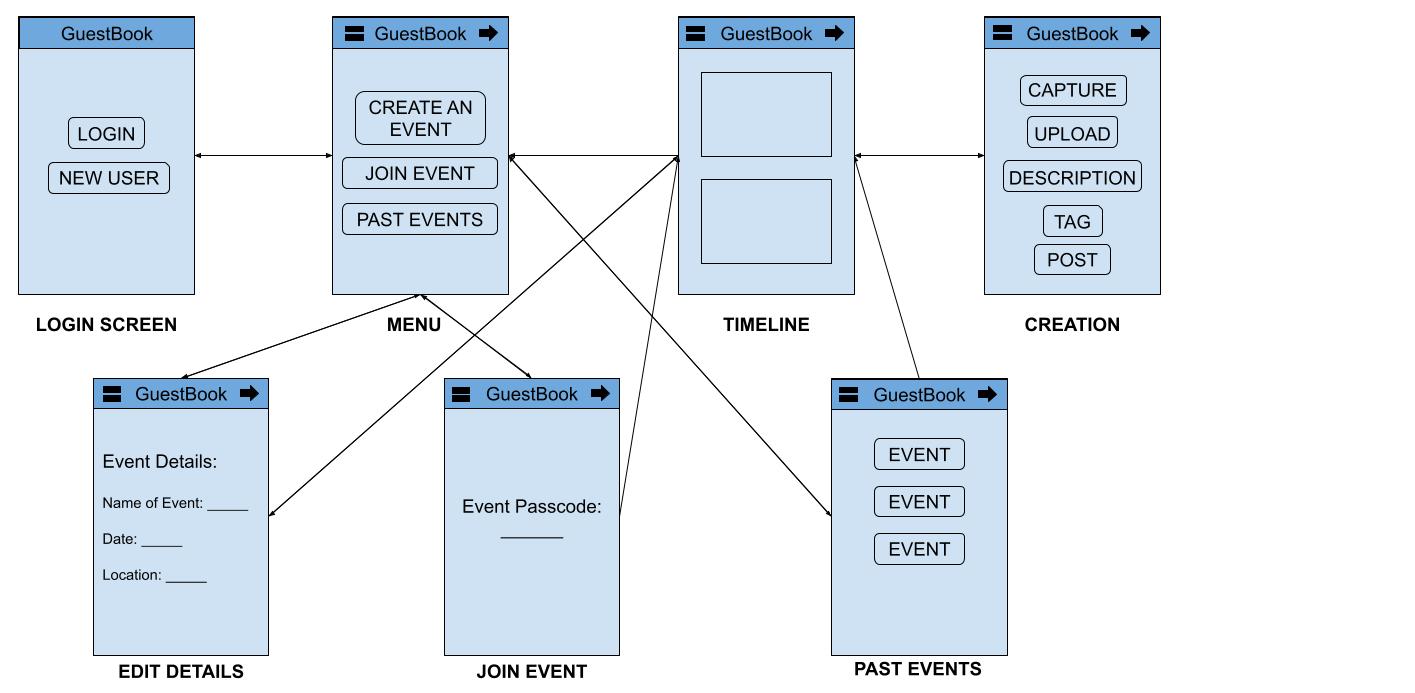 GuestBook
LOGIN
NEW USER
LOGIN SCREEN
GuestBook
CREATE AN
EVENT
JOIN EVENT
PAST EVENTS
MENU
GuestBook
TIMELINE
GuestBook
CAPTURE
UPLOAD
DESCRIPTION
TAG
POST
CREATION
GuestBook
Event Details:
Name of Event: _____
Date: _____
Location: _____
EDIT DETAILS
GuestBook
Event Passcode:
______
JOIN EVENT
GuestBook
EVENT
EVENT
EVENT
PAST EVENTS